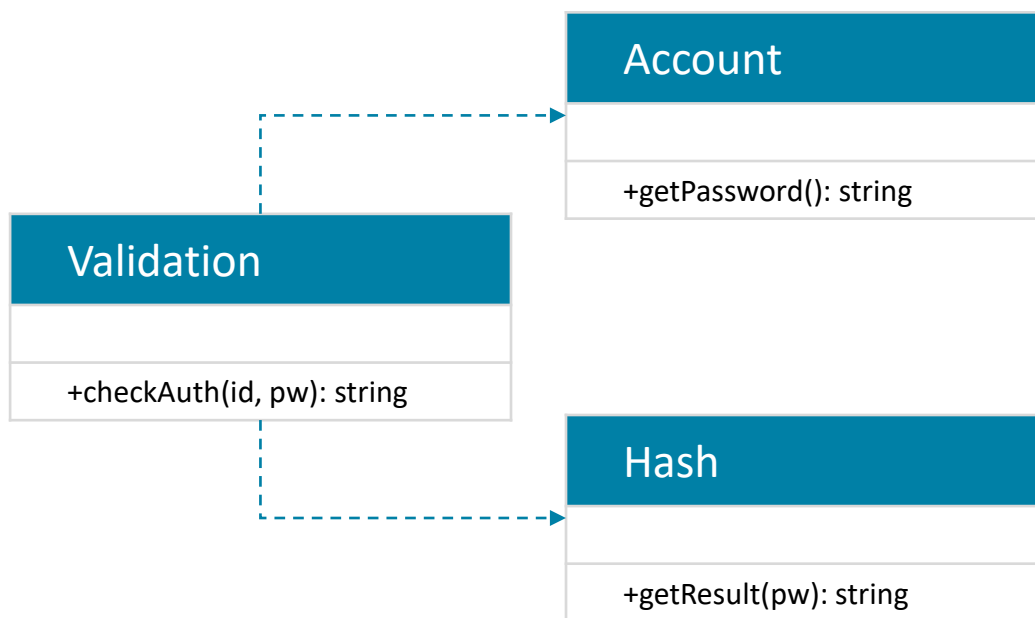 Account
+getPassword(): string
Validation
+checkAuth(id, pw): string
Hash
+getResult(pw): string